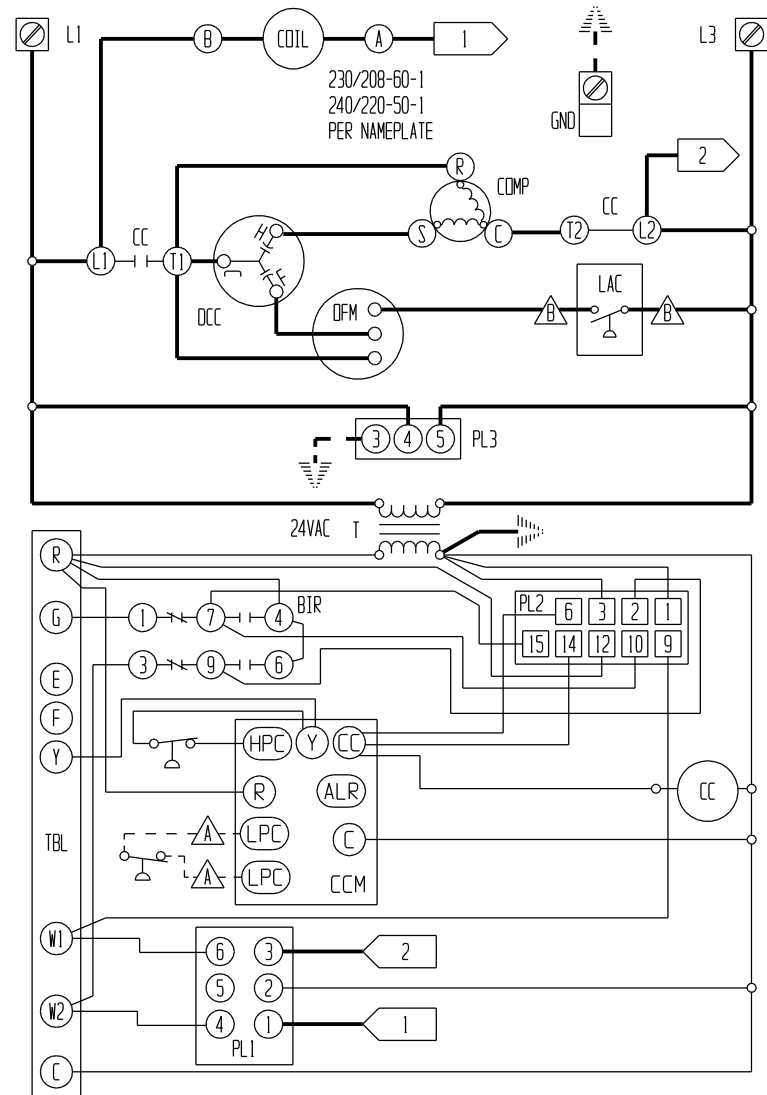 L1
B
COIL
A
1
L3
230/208-60-1
240/220-50-1
PER NAMEPLATE
GND
2
R
COMP
CC
S
C
T2
L2
L1
CC
T1
H
C
F
DCC
OFM
LAC
B
B
3
4
5
PL3
24VAC T
R
G
1
7
4
BIR
PL2
6
3
2
1
15
14
12
10
9
3
9
6
E
F
Y
HPC
Y
CC
R
ALR
CC
TBL
A
LPC
C
A
LPC
CCM
W1
6
3
2
5
2
W2
4
1
1
PL1
C